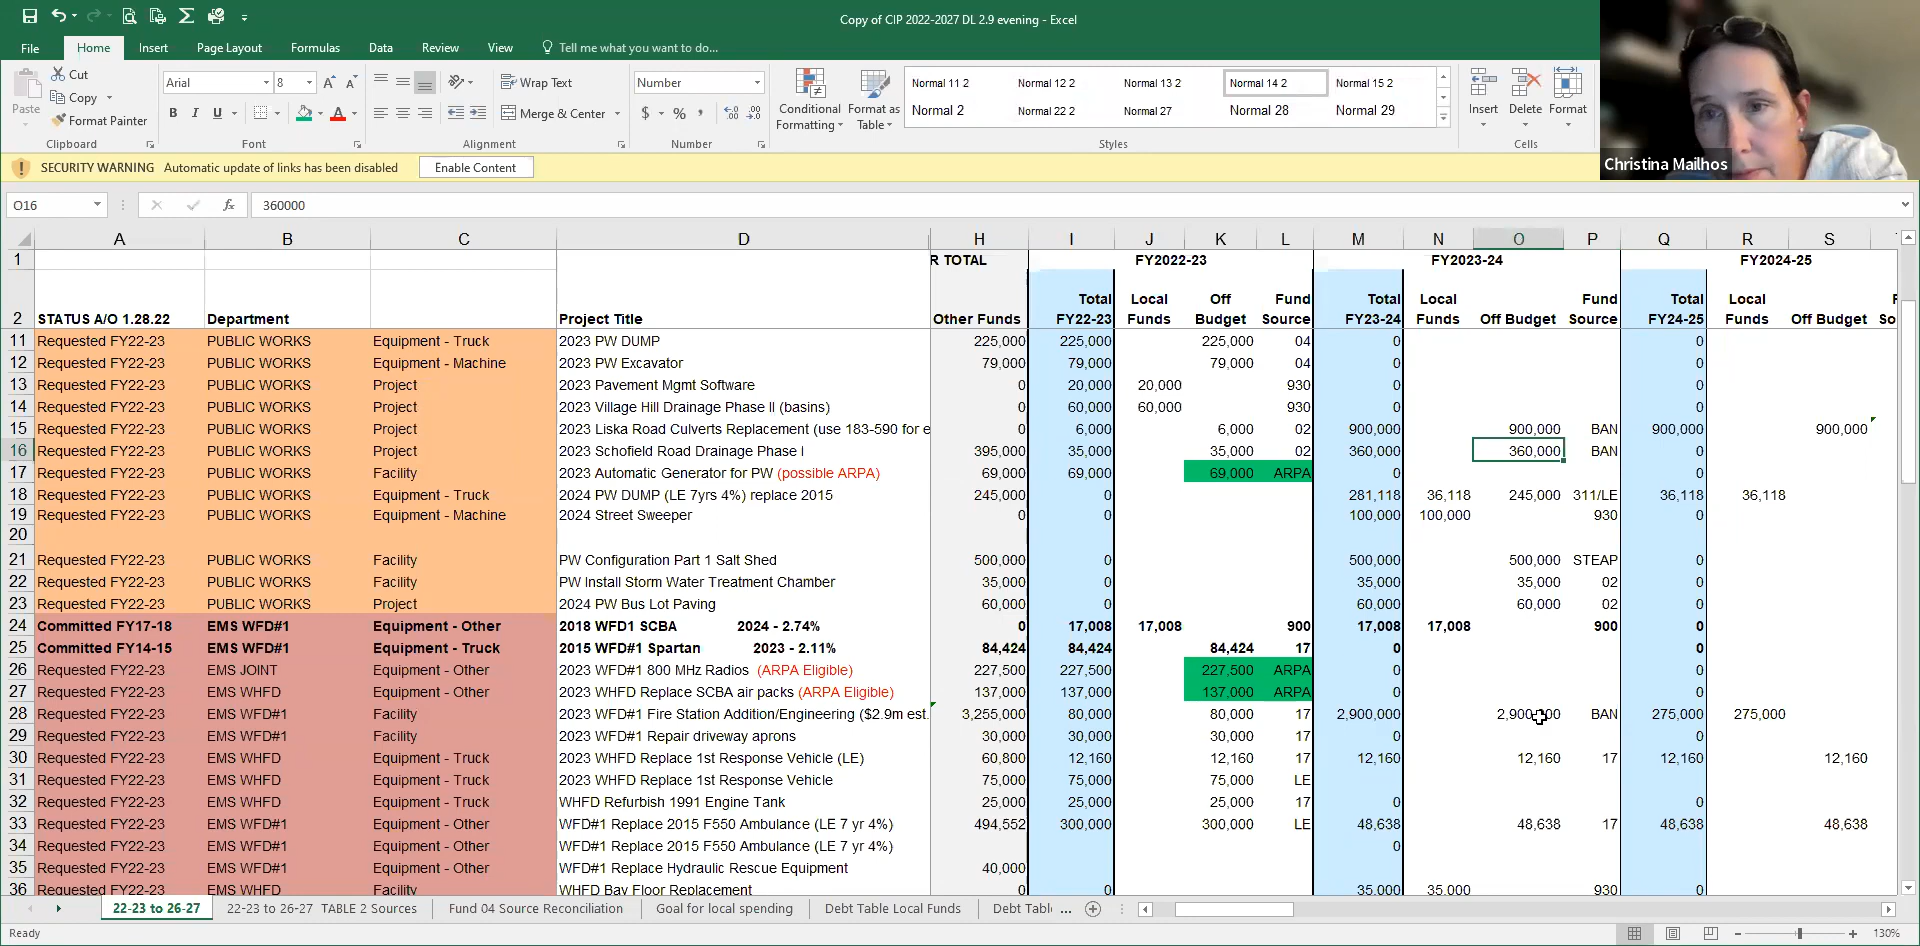 Copy of CIP 2022-2027 DL 2.9 evening - Excel
File Home Insert Page Layout Formulas Data Review View Tell me what you want to do...
Cut
Copy
Format Painter
Paste
Arial 8
B I U
Wrap Text
Merge & Center
Number
$ %
Conditional Formatting
Format as Table
Normal 11 2 Normal 12 2 Normal 13 2 Normal 14 2 Normal 15 2
Normal 2 Normal 22 2 Normal 27 Normal 28 Normal 29
Insert Delete Format
Clipboard Font Alignment Number Styles Cells
Christina Mailhos
SECURITY WARNING Automatic update of links has been disabled Enable Content
O16 fx 360000
A B C D H I J K L M N O P Q R S
1 R TOTAL FY2022-23 FY2023-24 FY2024-25
Total Local Off Fund Total Local Fund Total Local
2 STATUS A/O 1.28.22 Department Project Title Other Funds FY22-23 Funds Budget Source FY23-24 Funds Off Budget Source FY24-25 Funds Off Budget So
11 Requested FY22-23 PUBLIC WORKS Equipment - Truck 2023 PW DUMP 225,000 225,000 225,000 04 0 0
12 Requested FY22-23 PUBLIC WORKS Equipment - Machine 2023 PW Excavator 79,000 79,000 79,000 04 0 0
13 Requested FY22-23 PUBLIC WORKS Project 2023 Pavement Mgmt Software 0 20,000 20,000 930 0 0
14 Requested FY22-23 PUBLIC WORKS Project 2023 Village Hill Drainage Phase II (basins) 0 60,000 60,000 930 0 0
15 Requested FY22-23 PUBLIC WORKS Project 2023 Liska Road Culverts Replacement (use 183-590 for e 6,000 6,000 02 900,000 900,000 BAN 900,000 900,000
16 Requested FY22-23 PUBLIC WORKS Project 2023 Schofield Road Drainage Phase I 395,000 35,000 35,000 02 360,000 360,000 BAN 0
17 Requested FY22-23 PUBLIC WORKS Facility 2023 Automatic Generator for PW (possible ARPA) 69,000 69,000 69,000 ARPA 0 0
18 Requested FY22-23 PUBLIC WORKS Equipment - Truck 2024 PW DUMP (LE 7yrs 4%) replace 2015 245,000 0 281,118 36,118 245,000 311/LE 36,118 36,118
19 Requested FY22-23 PUBLIC WORKS Equipment - Machine 2024 Street Sweeper 0 0 100,000 100,000 930 0
20
21 Requested FY22-23 PUBLIC WORKS Facility PW Configuration Part 1 Salt Shed 500,000 0 500,000 500,000 STEAP 0
22 Requested FY22-23 PUBLIC WORKS Facility PW Install Storm Water Treatment Chamber 35,000 0 35,000 35,000 02 0
23 Requested FY22-23 PUBLIC WORKS Project 2024 PW Bus Lot Paving 60,000 0 60,000 60,000 02 0
24 Committed FY17-18 EMS WFD#1 Equipment - Other 2018 WFD1 SCBA 2024 - 2.74% 0 17,008 17,008 900 17,008 17,008 900 0
25 Committed FY14-15 EMS WFD#1 Equipment - Truck 2015 WFD#1 Spartan 2023 - 2.11% 84,424 84,424 84,424 17 0 0
26 Requested FY22-23 EMS JOINT Equipment - Other 2023 WFD#1 800 MHz Radios (ARPA Eligible) 227,500 227,500 227,500 ARPA 0 0
27 Requested FY22-23 EMS WHFD Equipment - Other 2023 WHFD Replace SCBA air packs (ARPA Eligible) 137,000 137,000 137,000 ARPA 0 0
28 Requested FY22-23 EMS WFD#1 Facility 2023 WFD#1 Fire Station Addition/Engineering ($2.9m est. 3,255,000 80,000 80,000 17 2,900,000 BAN 275,000 275,000
29 Requested FY22-23 EMS WFD#1 Facility 2023 WFD#1 Repair driveway aprons 30,000 30,000 30,000 17 0 0
30 Requested FY22-23 EMS WHFD Equipment - Truck 2023 WHFD Replace 1st Response Vehicle (LE) 60,800 12,160 12,160 17 12,160 12,160 17 12,160 12,160
31 Requested FY22-23 EMS WHFD Equipment - Truck 2023 WHFD Replace 1st Response Vehicle 75,000 75,000 75,000 LE
32 Requested FY22-23 EMS WHFD Equipment - Truck WHFD Refurbish 1991 Engine Tank 25,000 25,000 25,000 17 0 0
33 Requested FY22-23 EMS WFD#1 Equipment - Other WFD#1 Replace 2015 F550 Ambulance (LE 7 yr 4%) 494,552 300,000 300,000 LE 48,638 48,638 17 48,638 48,638
34 Requested FY22-23 EMS WFD#1 Equipment - Other WFD#1 Replace 2015 F550 Ambulance (LE 7 yr 4%) 0
35 Requested FY22-23 EMS WFD#1 Equipment - Other WFD#1 Replace Hydraulic Rescue Equipment 40,000
36 Requested FY22-23 EMS WHFD Facility WHFD Bay Floor Replacement 0 0 35,000 35,000 930 0
22-23 to 26-27 22-23 to 26-27 TABLE 2 Sources Fund 04 Source Reconciliation Goal for local spending Debt Table Local Funds Debt Tabl ...
Ready 130%